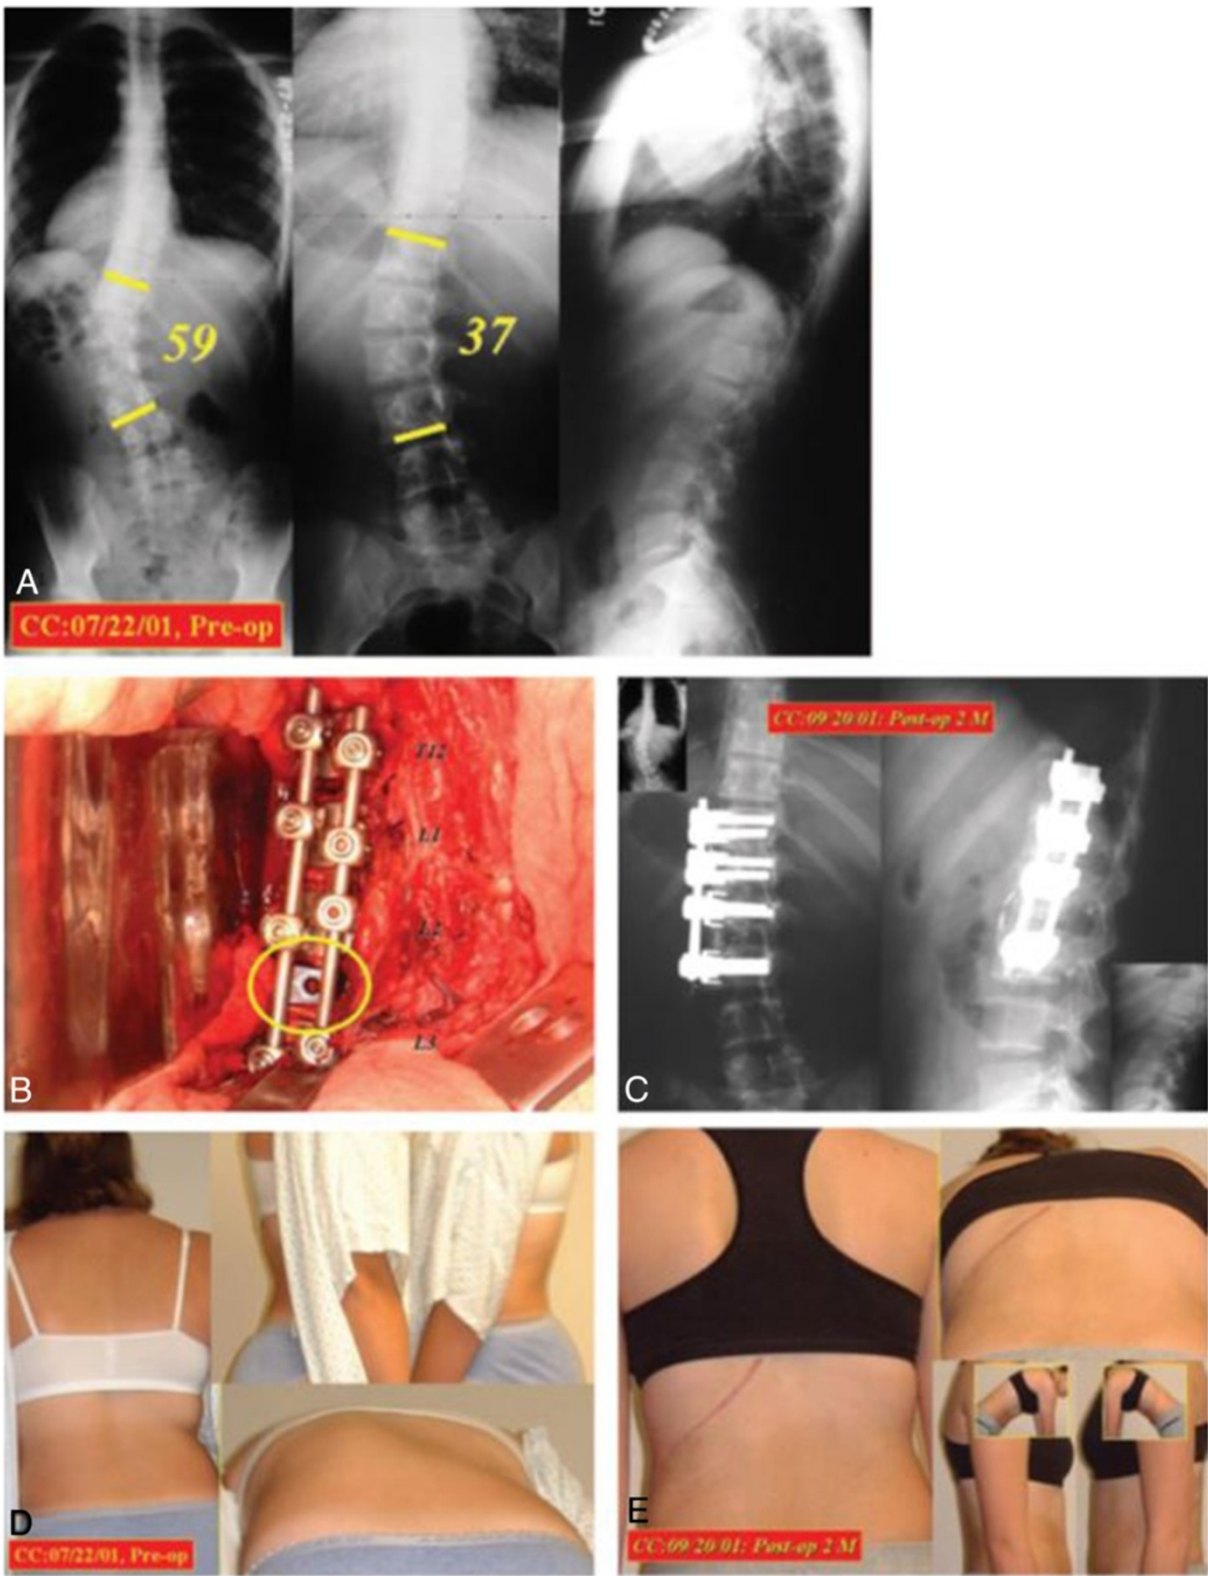 59
37
A
CC:07/22/01, Pre-op
T12
L1
L2
L3
B
CC:09/20/01: Post-op 2 M
C
D
CC:07/22/01, Pre-op
E
CC:09/20/01: Post-op 2 M